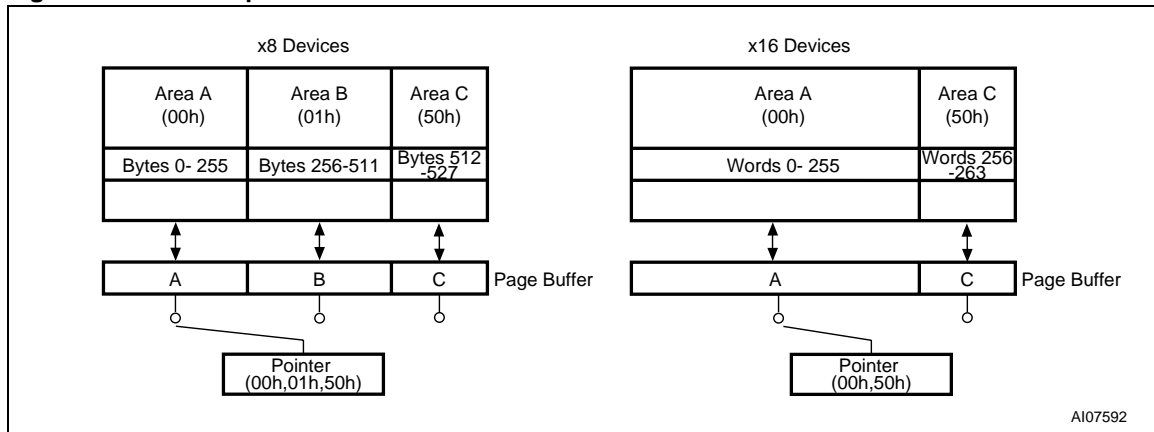 x8 Devices
Area A
(00h)
Area B
(01h)
Area C
(50h)
Bytes 0- 255
Bytes 256-511
Bytes 512
-527
A
B
C
Page Buffer
Pointer
(00h,01h,50h)
x16 Devices
Area A
(00h)
Area C
(50h)
Words 0- 255
Words 256
-263
A
C
Page Buffer
Pointer
(00h,50h)
AI07592